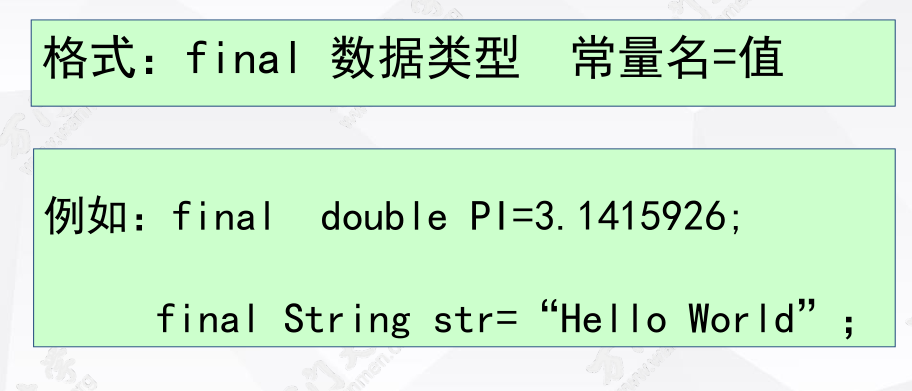 格式：final 数据类型 常量名=值
例如：final double PI=3.1415926;
final String str= “Hello World” ；